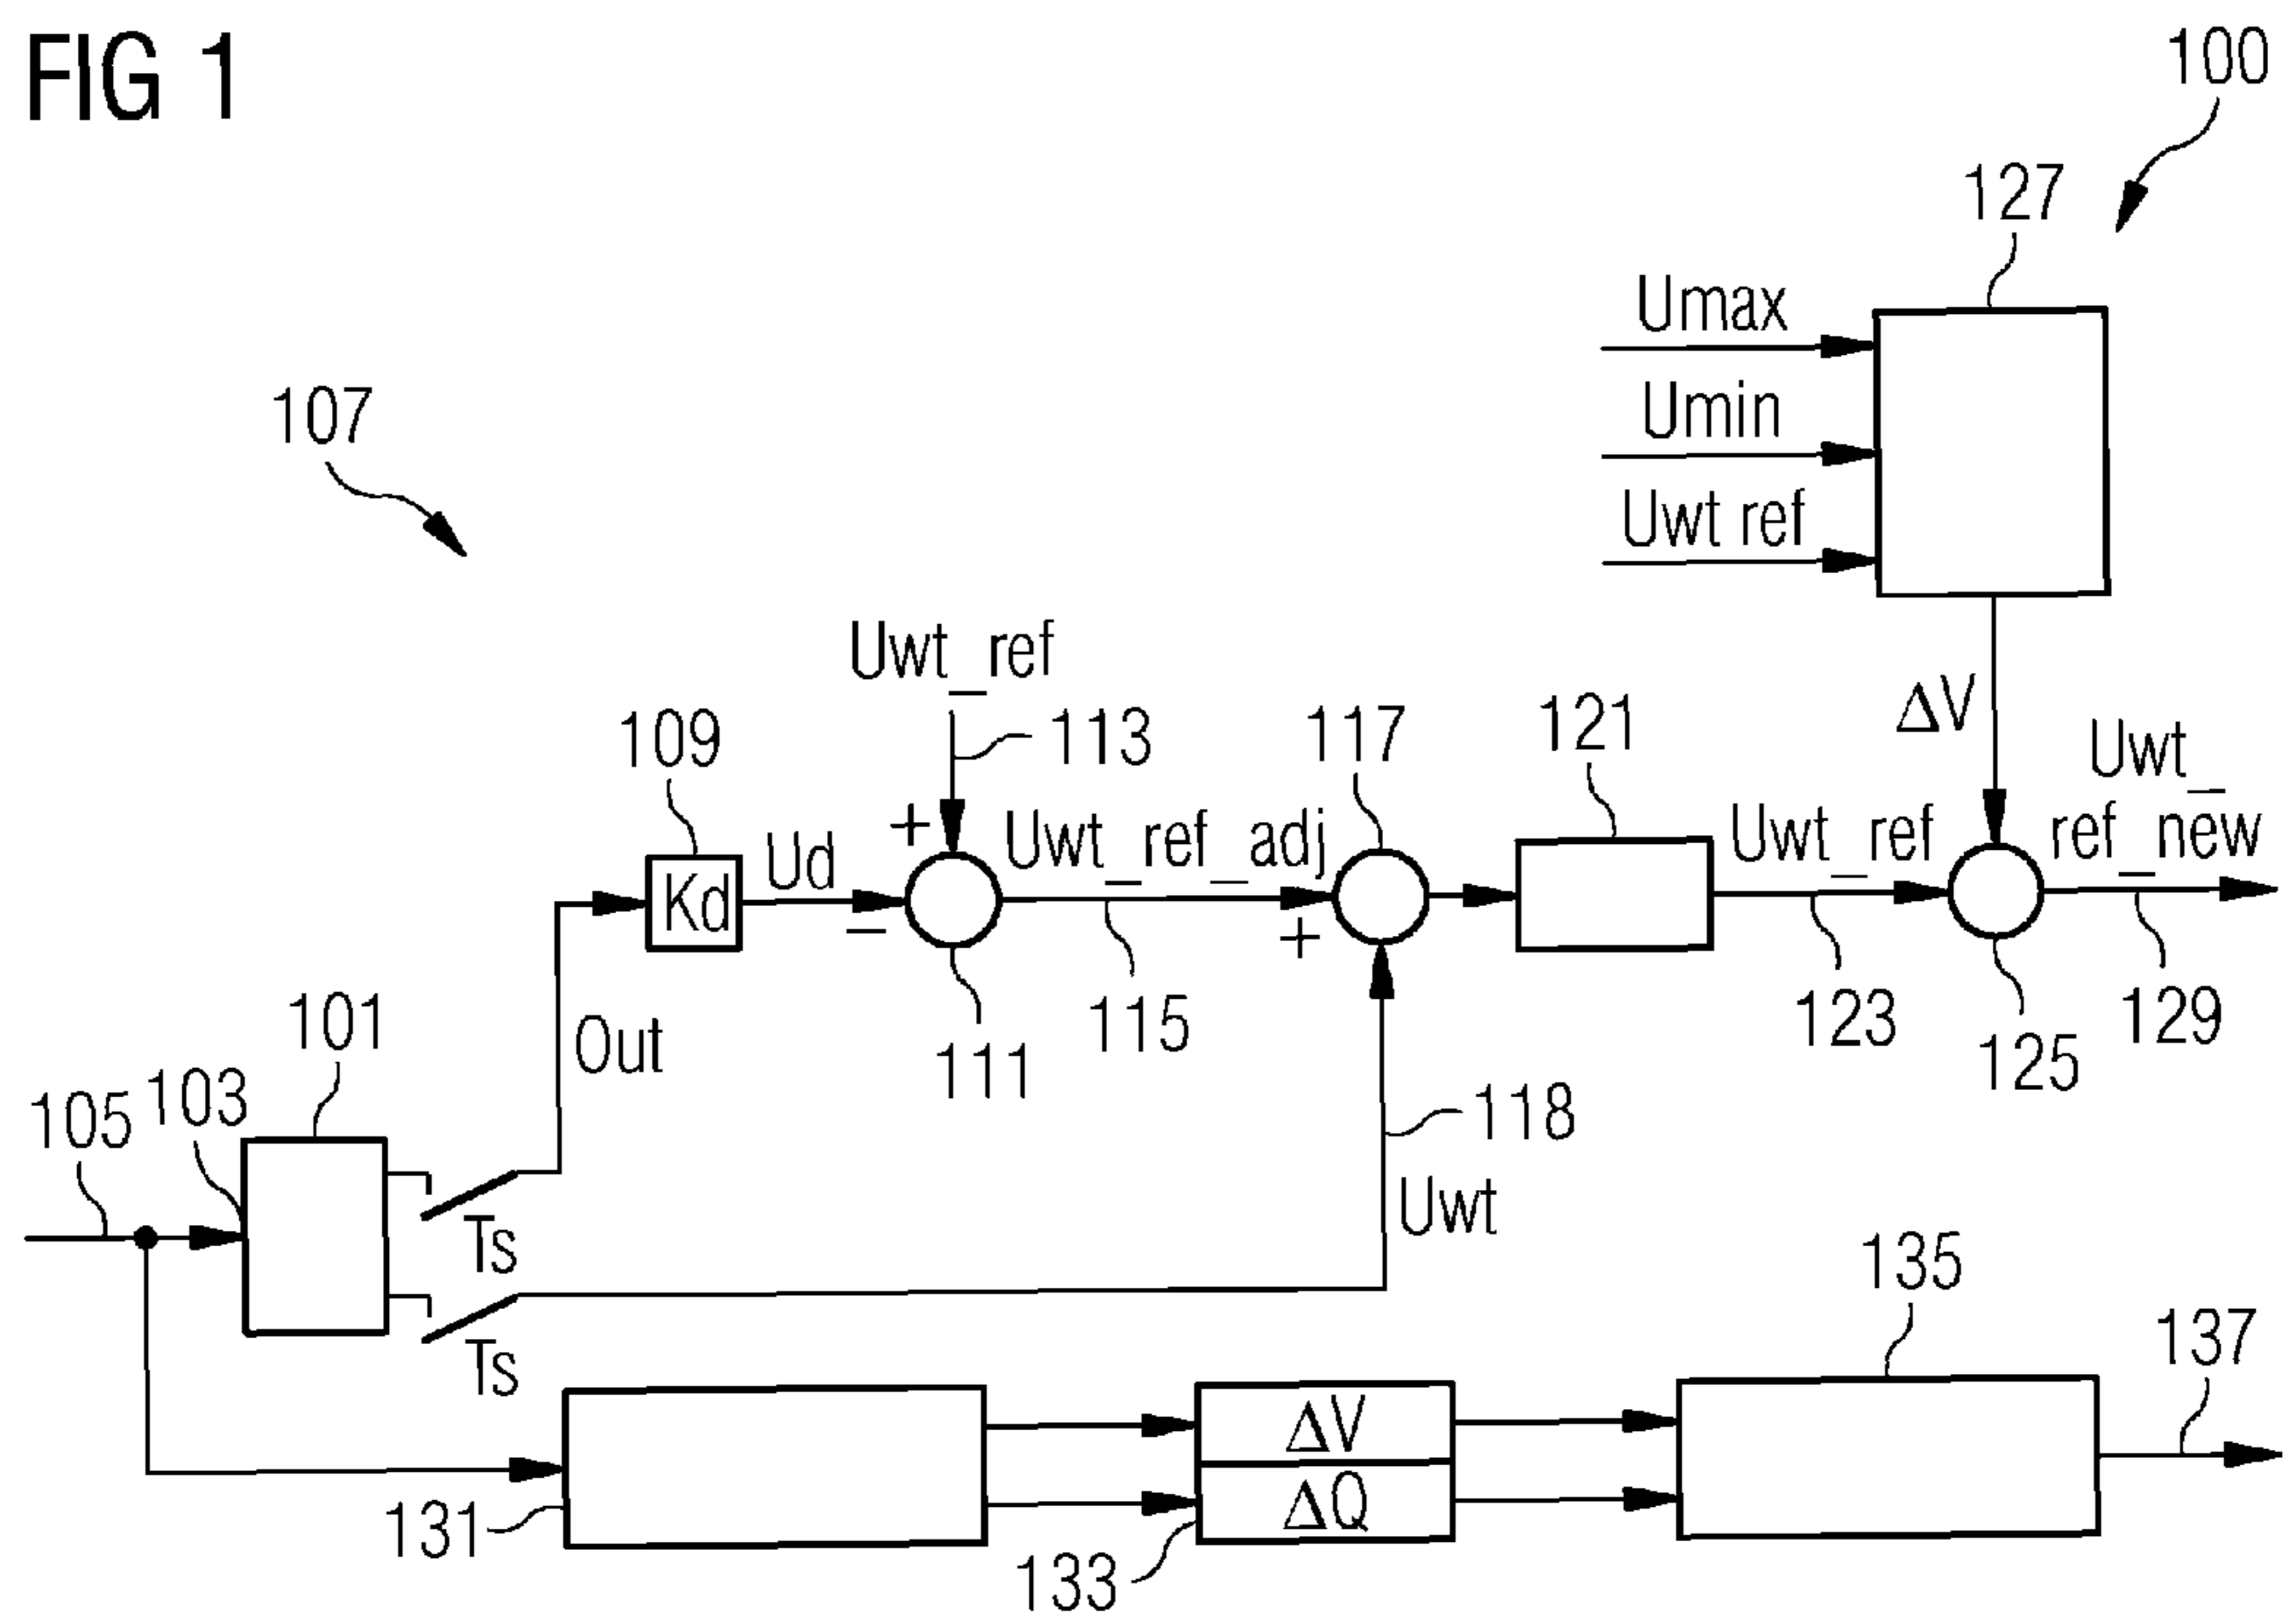 FIG 1
100
127
Umax
107
Umin
Uwt ref
Uwt_ref
109
113
117
121
ΔV
Uwt_
ref_new
Kd
Ud
+
−
Uwt_ref_adj
+
Uwt_ref
101
Out
111
115
123
125
129
105
103
118
Ts
Uwt
Ts
135
137
131
ΔV
ΔQ
133